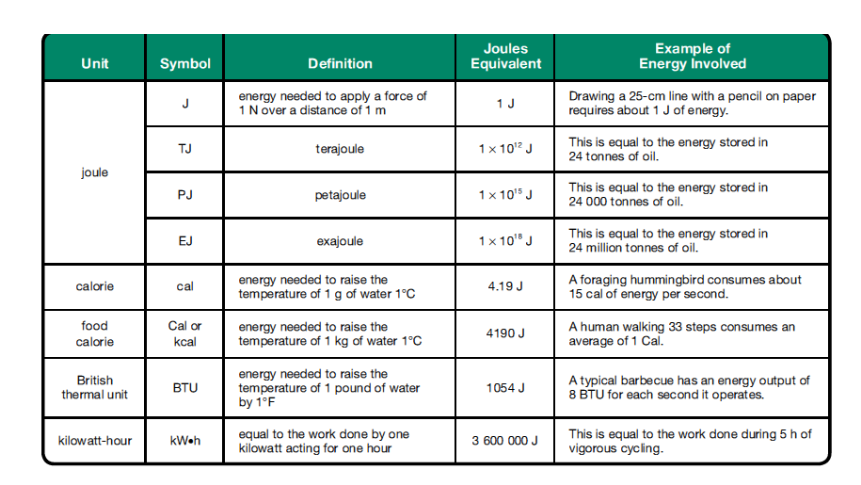 Unit Symbol Definition Joules Equivalent Example of Energy Involved
joule
J
energy needed to apply a force of
1 N over a distance of 1 m
1 J
Drawing a 25-cm line with a pencil on paper
requires about 1 J of energy.
TJ
terajoule
1 × 10¹² J
This is equal to the energy stored in
24 tonnes of oil.
PJ
petajoule
1 × 10¹⁵ J
This is equal to the energy stored in
24 000 tonnes of oil.
EJ
exajoule
1 × 10¹⁸ J
This is equal to the energy stored in
24 million tonnes of oil.
calorie
cal
energy needed to raise the
temperature of 1 g of water 1°C
4.19 J
A foraging hummingbird consumes about
15 cal of energy per second.
food
calorie
Cal or
kcal
energy needed to raise the
temperature of 1 kg of water 1°C
4190 J
A human walking 33 steps consumes an
average of 1 Cal.
British
thermal unit
BTU
energy needed to raise the
temperature of 1 pound of water
by 1°F
1054 J
A typical barbecue has an energy output of
8 BTU for each second it operates.
kilowatt-hour
kW•h
equal to the work done by one
kilowatt acting for one hour
3 600 000 J
This is equal to the work done during 5 h of
vigorous cycling.